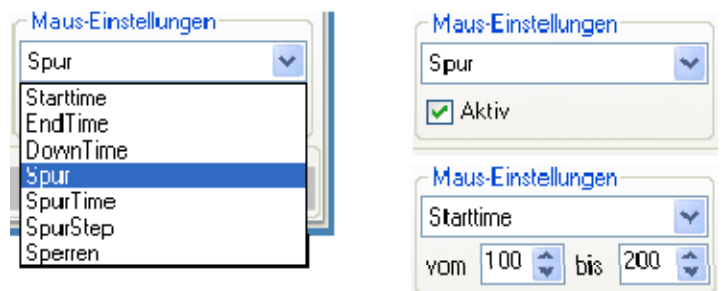 Maus-Einstellungen
Spur
Starttime
EndTime
DownTime
Spur
SpurTime
SpurStep
Sperren
Maus-Einstellungen
Spur
Aktiv
Maus-Einstellungen
Starttime
vom 100 bis 200